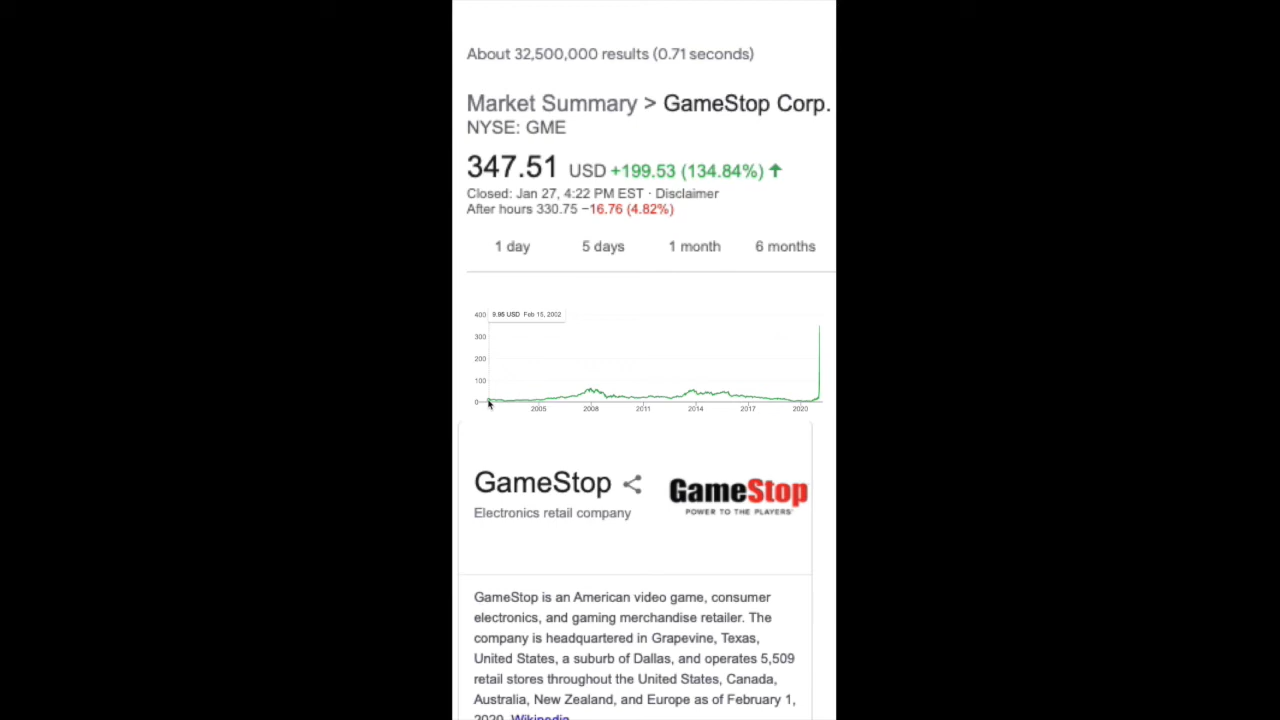 About 32,500,000 results (0.71 seconds)
Market Summary > GameStop Corp.
NYSE: GME
347.51 USD +199.53 (134.84%)
Closed: Jan 27, 4:22 PM EST · Disclaimer
After hours 330.75 −16.76 (4.82%)
1 day 5 days 1 month 6 months
9.95 USD Feb 15, 2002
400
300
200
100
0
2005 2008 2011 2014 2017 2020
GameStop
Electronics retail company
GameStop
POWER TO THE PLAYERS
GameStop is an American video game, consumer
electronics, and gaming merchandise retailer. The
company is headquartered in Grapevine, Texas,
United States, a suburb of Dallas, and operates 5,509
retail stores throughout the United States, Canada,
Australia, New Zealand, and Europe as of February 1,
2020. Wikipedia